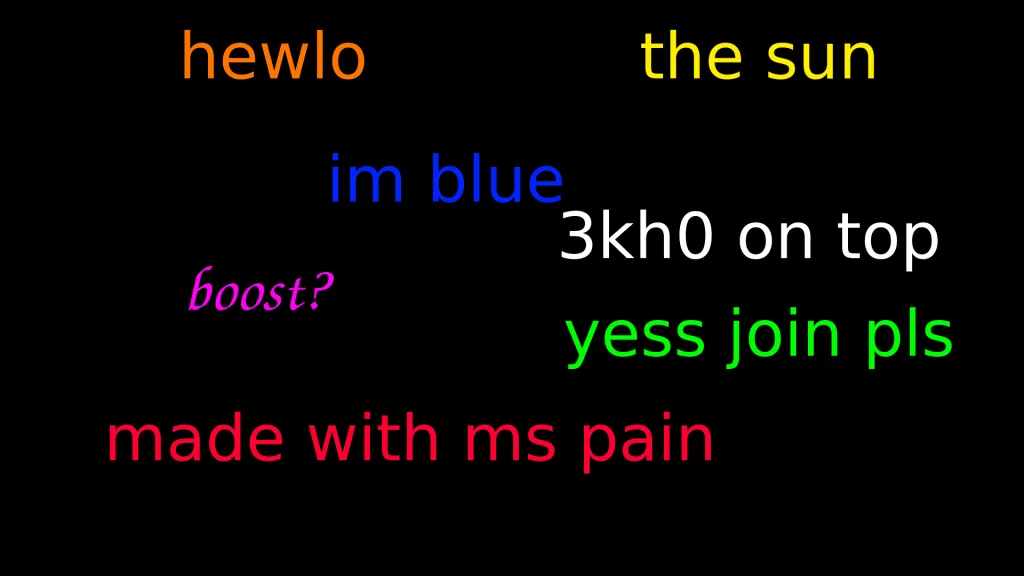 hewlo
the sun
im blue
3kh0 on top
boost?
yess join pls
made with ms pain